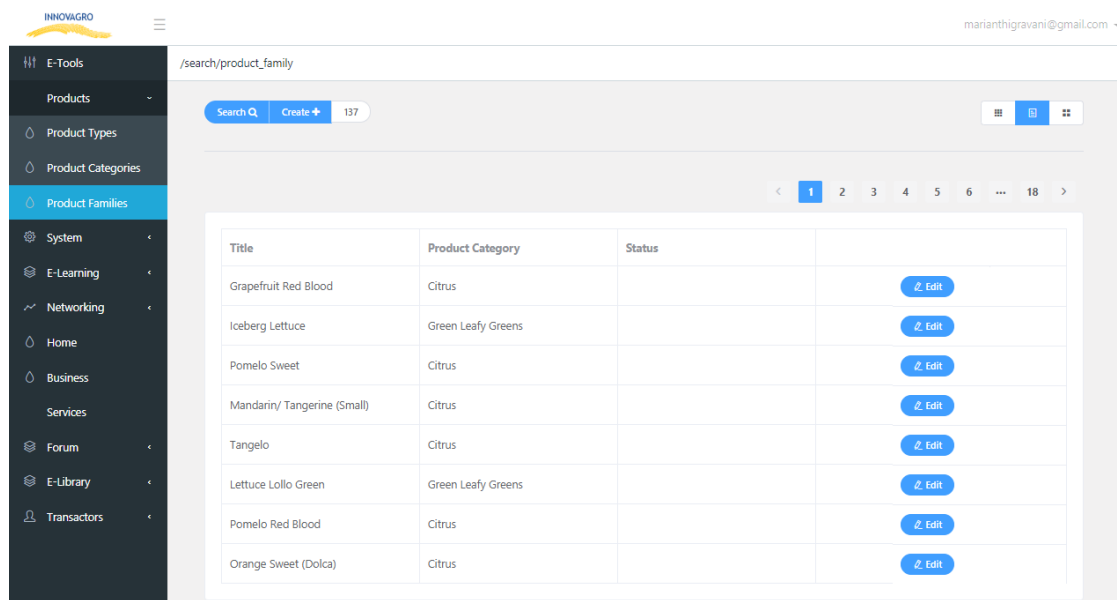 INNOVAGRO
marianthigravani@gmail.com
E-Tools
/search/product_family
Products
Search Create 137
Product Types
Product Categories
1 2 3 4 5 6 ••• 18
Product Families
System
Title Product Category Status
E-Learning
Grapefruit Red Blood Citrus Edit
Networking
Iceberg Lettuce Green Leafy Greens Edit
Home
Pomelo Sweet Citrus Edit
Business
Mandarin/ Tangerine (Small) Citrus Edit
Services
Forum
Tangelo Citrus Edit
E-Library
Lettuce Lollo Green Green Leafy Greens Edit
Transactors
Pomelo Red Blood Citrus Edit
Orange Sweet (Dolca) Citrus Edit